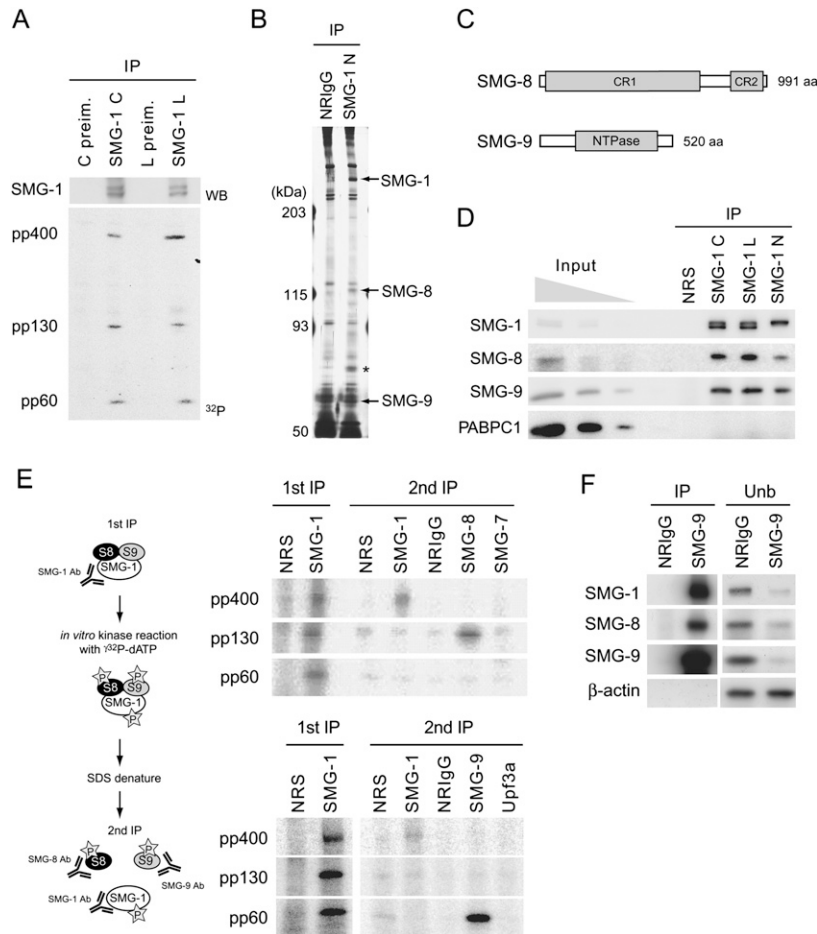 A
IP
C preim.
SMG-1 C
L preim.
SMG-1 L
SMG-1
WB
pp400
pp130
pp60
32P
B
IP
NRIgG
SMG-1 N
(kDa)
SMG-1
203
SMG-8
115
93
*
SMG-9
50
C
SMG-8 CR1 CR2 991 aa
SMG-9 NTPase 520 aa
D
IP
Input
NRS
SMG-1 C
SMG-1 L
SMG-1 N
SMG-1
SMG-8
SMG-9
PABPC1
E
1st IP
S8 S9
SMG-1 Ab
SMG-1
in vitro kinase reaction
with γ32P-dATP
P P
S8 S9
SMG-1
P
SDS denature
2nd IP
P P
SMG-8 Ab S8 S9
SMG-9 Ab
SMG-1 Ab SMG-1
P
1st IP 2nd IP
NRS
SMG-1
NRS
SMG-1
NRIgG
SMG-8
SMG-7
pp400
pp130
pp60
1st IP 2nd IP
NRS
SMG-1
NRS
SMG-1
NRIgG
SMG-9
Upf3a
pp400
pp130
pp60
F
IP Unb
NRIgG
SMG-9
NRIgG
SMG-9
SMG-1
SMG-8
SMG-9
β-actin